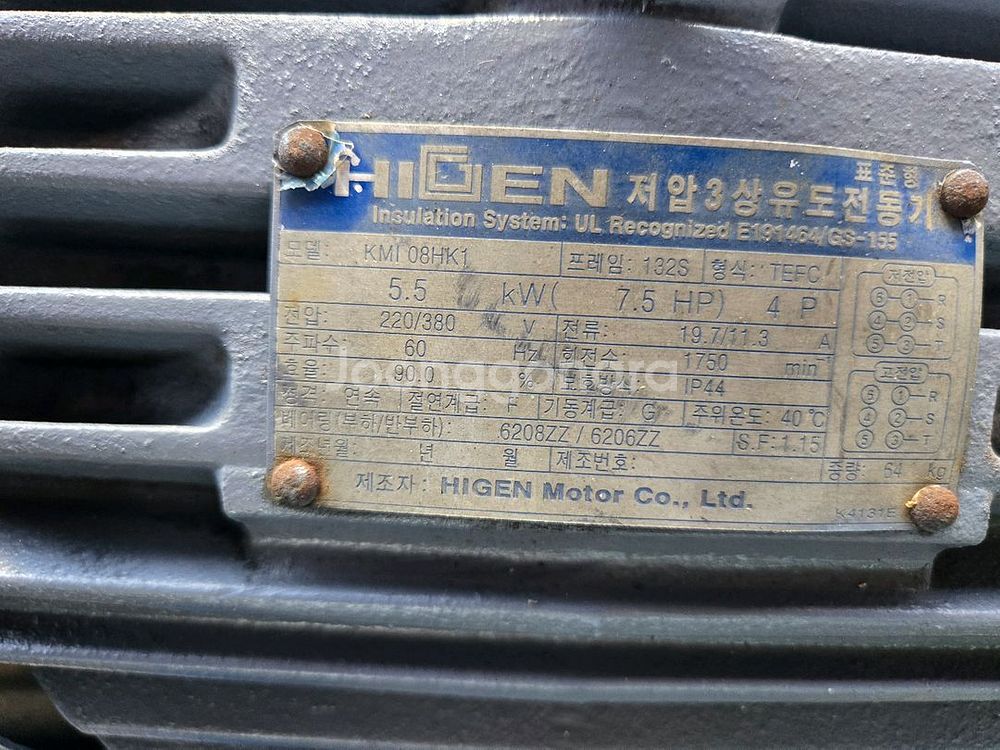 표준형
HIGEN 저압3상유도전동기
Insulation System: UL Recognized E191464/GS-155
모델: KMI 08HK1 프레임: 132S 형식: TEFC
5.5 kW( 7.5 HP) 4 P
전압: 220/380 V 전류: 19.7/11.3 A
주파수: 60 Hz 회전수: 1750 min
효율: 90.0 % 보호방식: IP44
정격: 연속 절연계급: F 기동계급: G 주위온도: 40℃
베어링(부하/반부하): 6208ZZ / 6206ZZ S.F:1.15
제조년월: 년 월 제조번호: 중량: 64 kg
제조자: HIGEN Motor Co., Ltd.
K4131E
저전압
⑥ ① R
④ ② S
⑤ ③ T
고전압
⑤ ① R
④ ② S
⑤ ③ T
Joonggonara